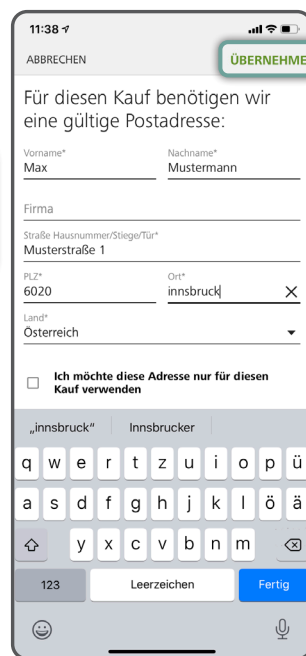 11:38
ABBRECHEN ÜBERNEHME
Für diesen Kauf benötigen wir
eine gültige Postadresse:
Vorname* Nachname*
Max Mustermann
Firma
Straße Hausnummer/Stiege/Tür*
Musterstraße 1
PLZ* Ort*
6020 innsbruck
Land*
Österreich
Ich möchte diese Adresse nur für diesen
Kauf verwenden
„innsbruck“ Innsbrucker
q w e r t z u i o p ü
a s d f g h j k l ö ä
y x c v b n m
123 Leerzeichen Fertig